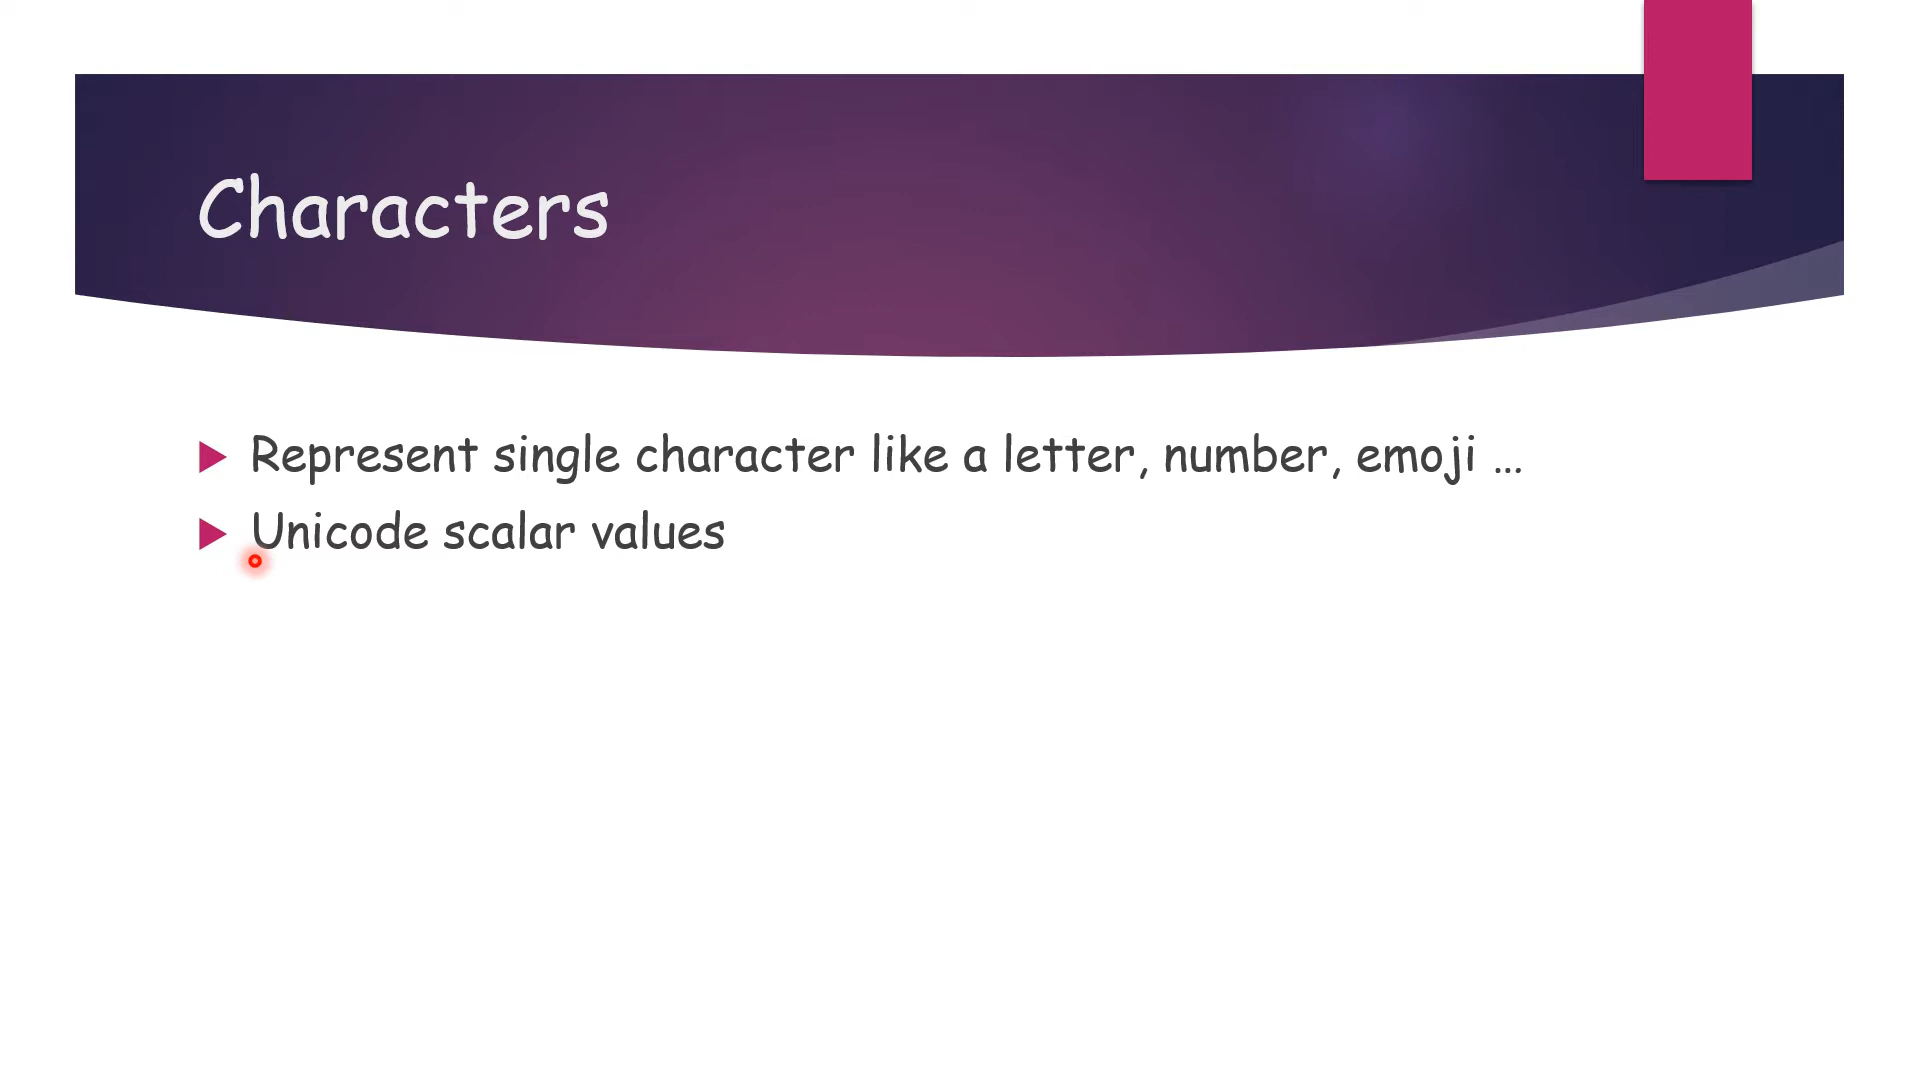 Characters
Represent single character like a letter, number, emoji ...
Unicode scalar values